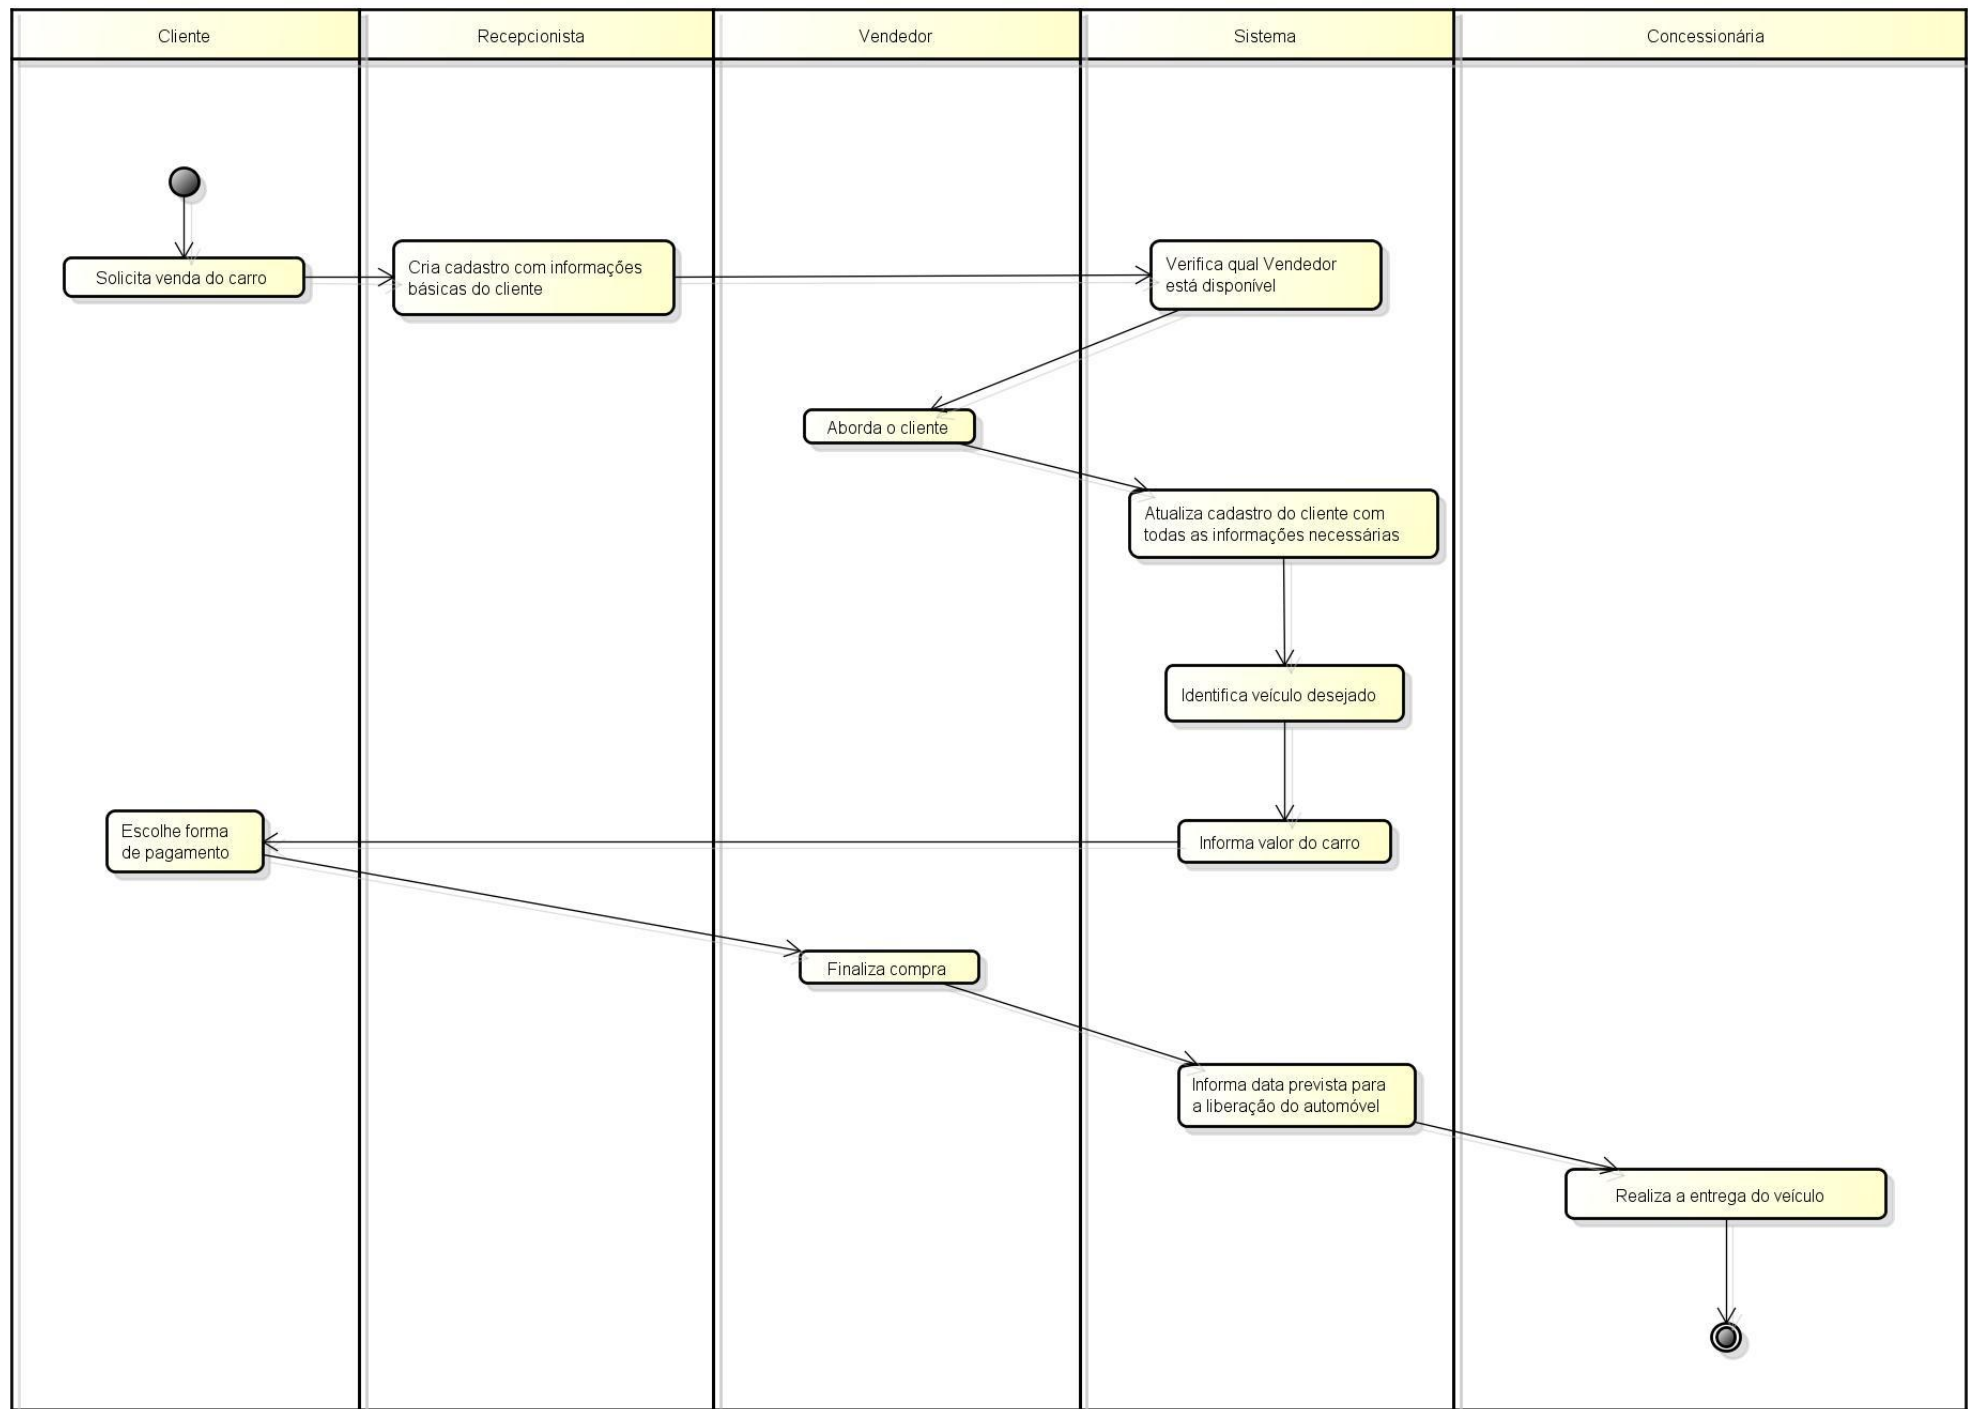 Cliente
Recepcionista
Vendedor
Sistema
Concessionária
Solicita venda do carro
Cria cadastro com informações
básicas do cliente
Verifica qual Vendedor
está disponível
Aborda o cliente
Atualiza cadastro do cliente com
todas as informações necessárias
Identifica veículo desejado
Informa valor do carro
Escolhe forma
de pagamento
Finaliza compra
Informa data prevista para
a liberação do automóvel
Realiza a entrega do veículo